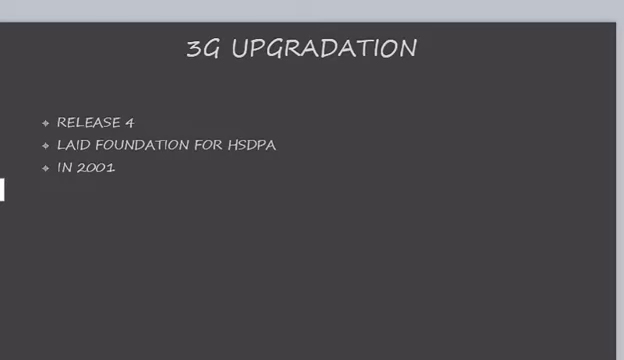 3G UPGRADATION
RELEASE 4
LAID FOUNDATION FOR HSDPA
IN 2001